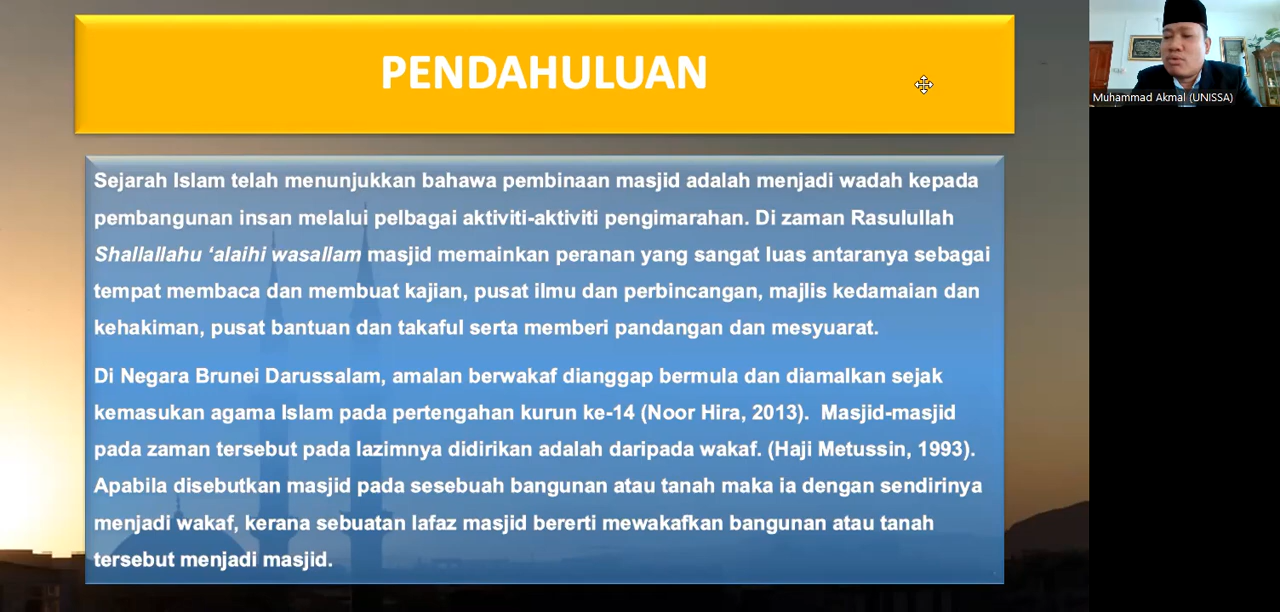 PENDAHULUAN
Muhammad Akmal (UNISSA)
Sejarah Islam telah menunjukkan bahawa pembinaan masjid adalah menjadi wadah kepada
pembangunan insan melalui pelbagai aktiviti-aktiviti pengimarahan. Di zaman Rasulullah
Shallallahu ‘alaihi wasallam masjid memainkan peranan yang sangat luas antaranya sebagai
tempat membaca dan membuat kajian, pusat ilmu dan perbincangan, majlis kedamaian dan
kehakiman, pusat bantuan dan takaful serta memberi pandangan dan mesyuarat.
Di Negara Brunei Darussalam, amalan berwakaf dianggap bermula dan diamalkan sejak
kemasukan agama Islam pada pertengahan kurun ke-14 (Noor Hira, 2013). Masjid-masjid
pada zaman tersebut pada lazimnya didirikan adalah daripada wakaf. (Haji Metussin, 1993).
Apabila disebutkan masjid pada sesebuah bangunan atau tanah maka ia dengan sendirinya
menjadi wakaf, kerana sebuatan lafaz masjid bererti mewakafkan bangunan atau tanah
tersebut menjadi masjid.